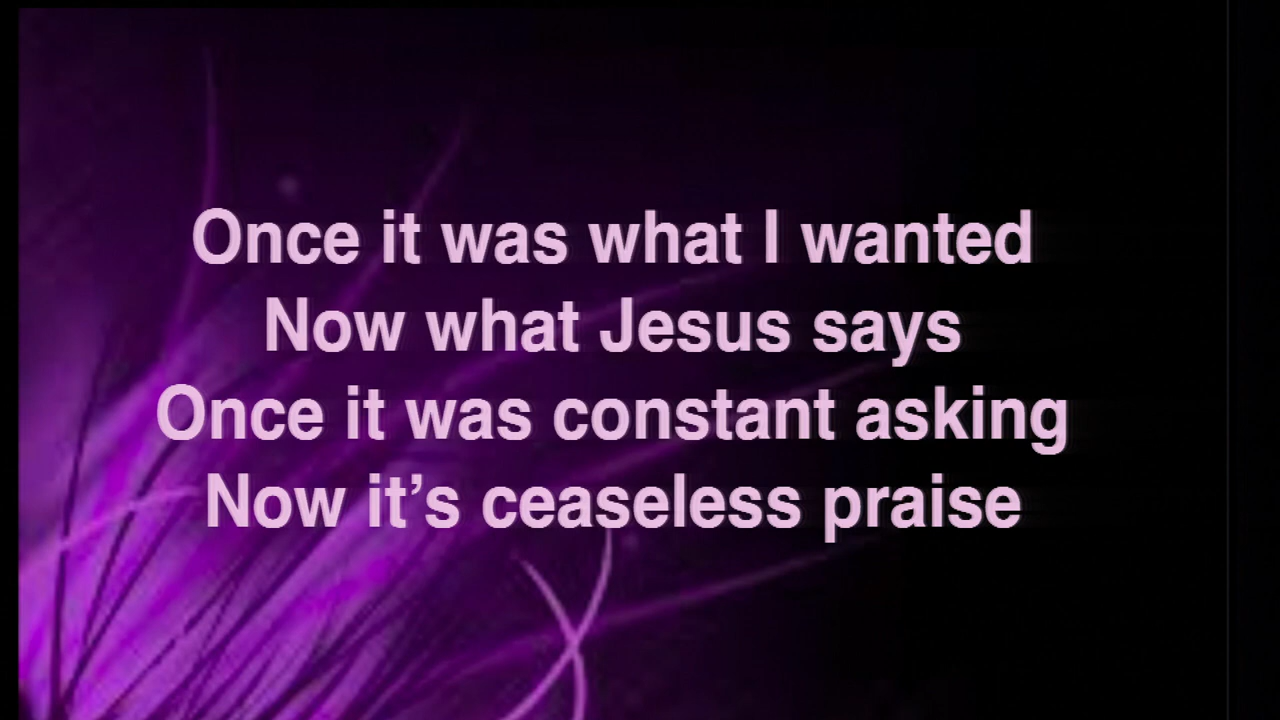 Once it was what I wanted
Now what Jesus says
Once it was constant asking
Now it’s ceaseless praise